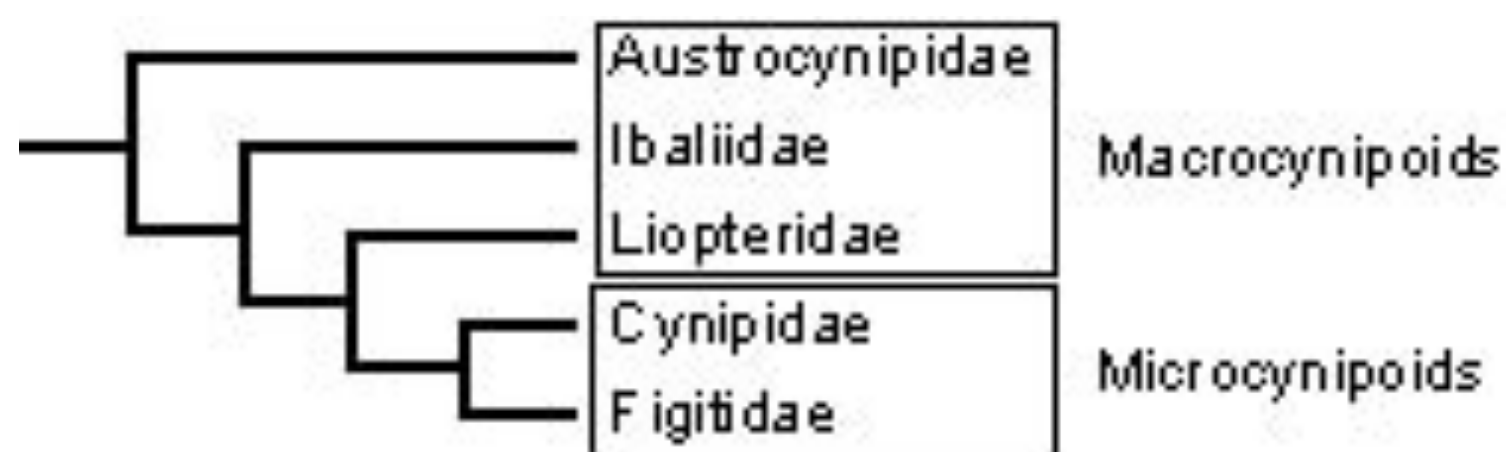 Austrocynipidae
Ibaliidae
Macrocynipoids
Liopteridae
Cynipidae
Microcynipoids
Figitidae